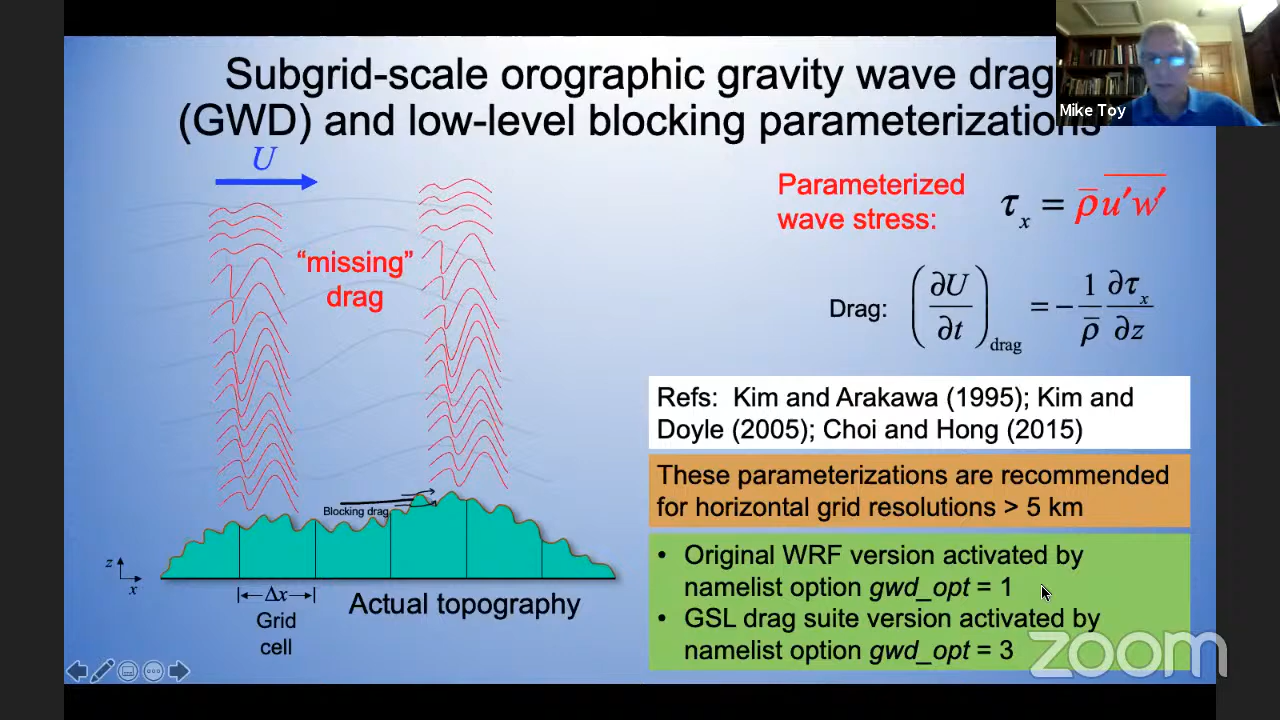 Subgrid-scale orographic gravity wave drag
(GWD) and low-level blocking parameterizations
Mike Toy
U
“missing”
drag
Parameterized
wave stress:
τx = ρ̄ u′w′
Drag: (∂U/∂t)drag = − 1/ρ̄ ∂τx/∂z
Refs: Kim and Arakawa (1995); Kim and
Doyle (2005); Choi and Hong (2015)
These parameterizations are recommended
for horizontal grid resolutions > 5 km
• Original WRF version activated by
namelist option gwd_opt = 1
• GSL drag suite version activated by
namelist option gwd_opt = 3
Blocking drag
z
x
Δx
Grid
cell
Actual topography
zoom